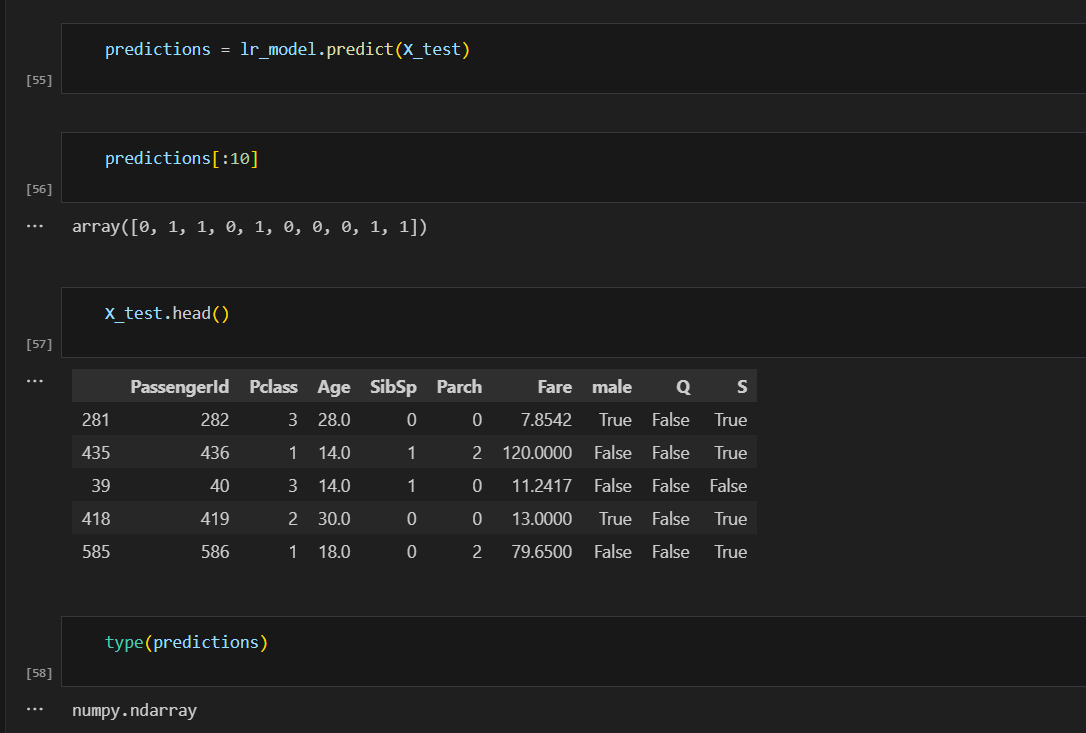 predictions = lr_model.predict(X_test)
[55]
predictions[:10]
[56]
... array([0, 1, 1, 0, 1, 0, 0, 0, 1, 1])
X_test.head()
[57]
...
PassengerId Pclass Age SibSp Parch Fare male Q S
281 282 3 28.0 0 0 7.8542 True False True
435 436 1 14.0 1 2 120.0000 False False True
39 40 3 14.0 1 0 11.2417 False False False
418 419 2 30.0 0 0 13.0000 True False True
585 586 1 18.0 0 2 79.6500 False False True
type(predictions)
[58]
... numpy.ndarray